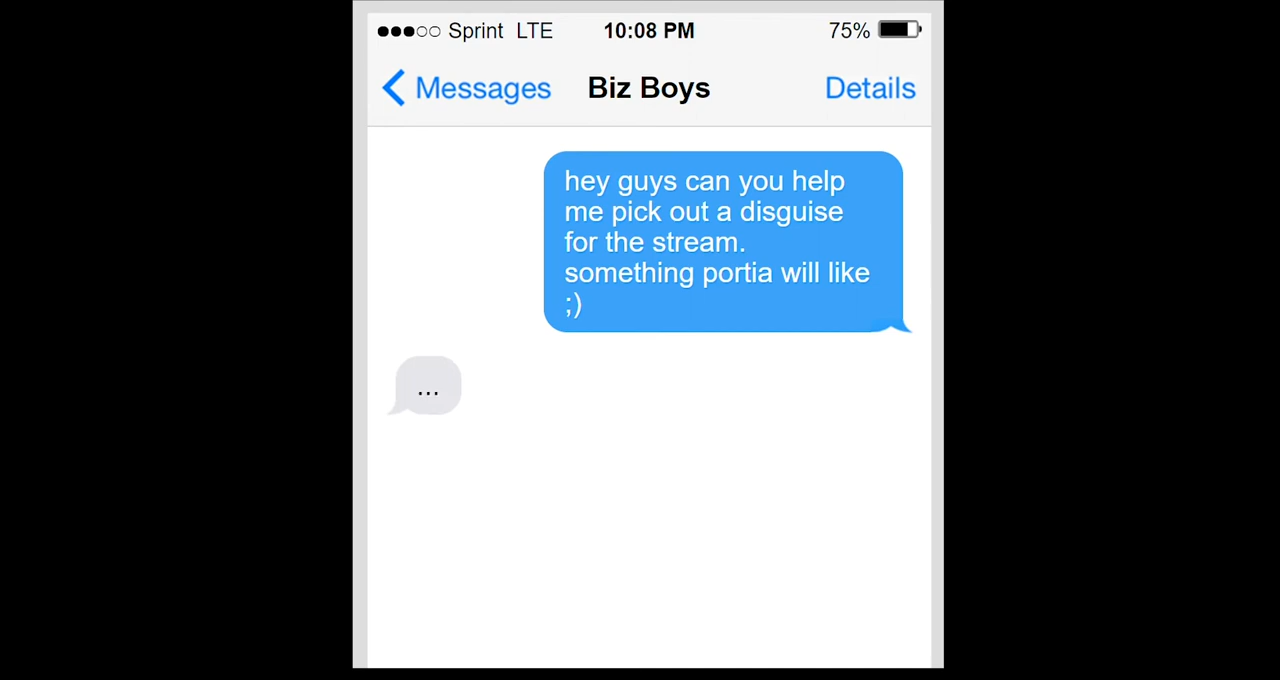 ●●●○○ Sprint LTE 10:08 PM 75%
Messages Biz Boys Details
hey guys can you help
me pick out a disguise
for the stream.
something portia will like
;)
...